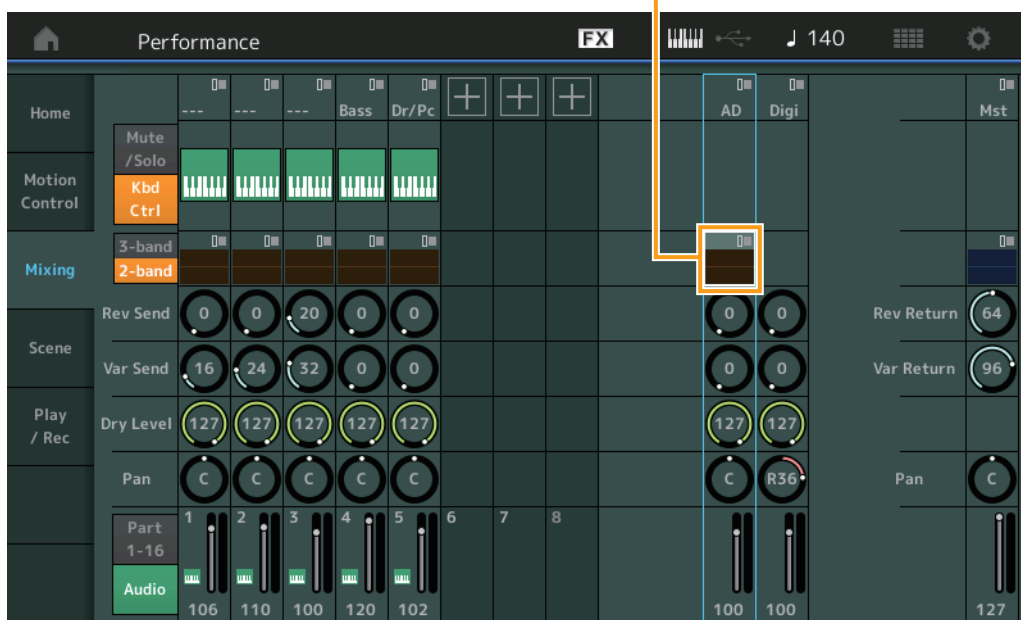 Performance FX 140
Home --- --- --- Bass Dr/Pc AD Digi Mst
Mute
/Solo
Motion
Control
Kbd
Ctrl
3-band
Mixing 2-band
Rev Send 0 0 20 0 0 0 0 Rev Return 64
Scene
Var Send 16 24 32 0 0 0 0 Var Return 96
Play
/ Rec
Dry Level 127 127 127 127 127 127 127
Pan C C C C C C R36 Pan C
Part
1-16
1 2 3 4 5 6 7 8
Audio
106 110 100 120 102 100 100 127